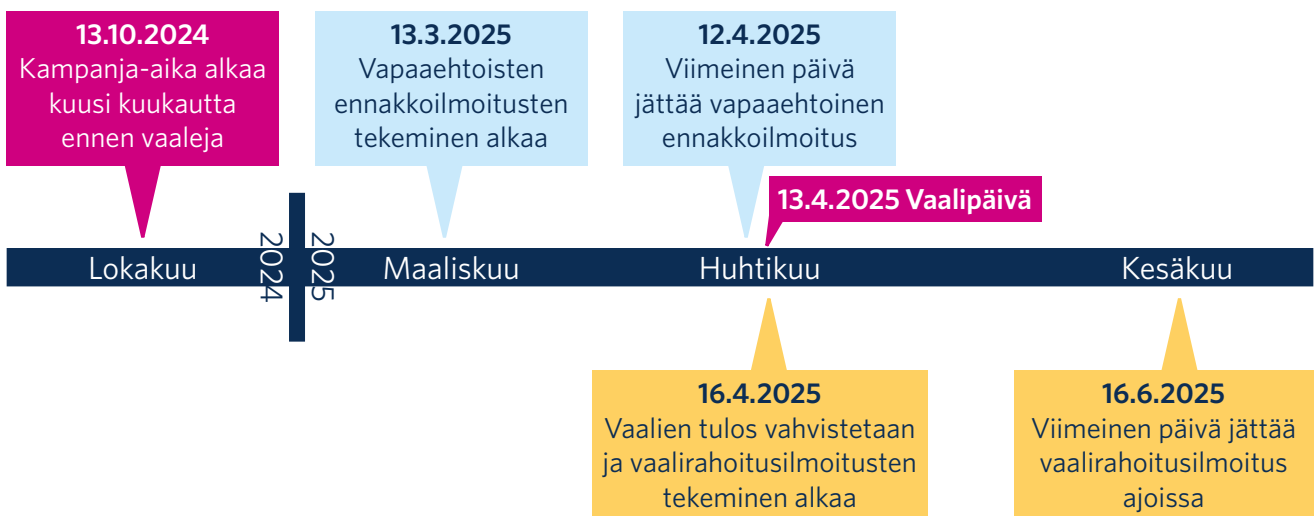 13.10.2024
Kampanja-aika alkaa
kuusi kuukautta
ennen vaaleja
13.3.2025
Vapaaehtoisten
ennakkoilmoitusten
tekeminen alkaa
12.4.2025
Viimeinen päivä
jättää vapaaehtoinen
ennakkoilmoitus
13.4.2025 Vaalipäivä
Lokakuu
2024
2025
Maaliskuu
Huhtikuu
Kesäkuu
16.4.2025
Vaalien tulos vahvistetaan
ja vaalirahoitusilmoitusten
tekeminen alkaa
16.6.2025
Viimeinen päivä jättää
vaalirahoitusilmoitus
ajoissa